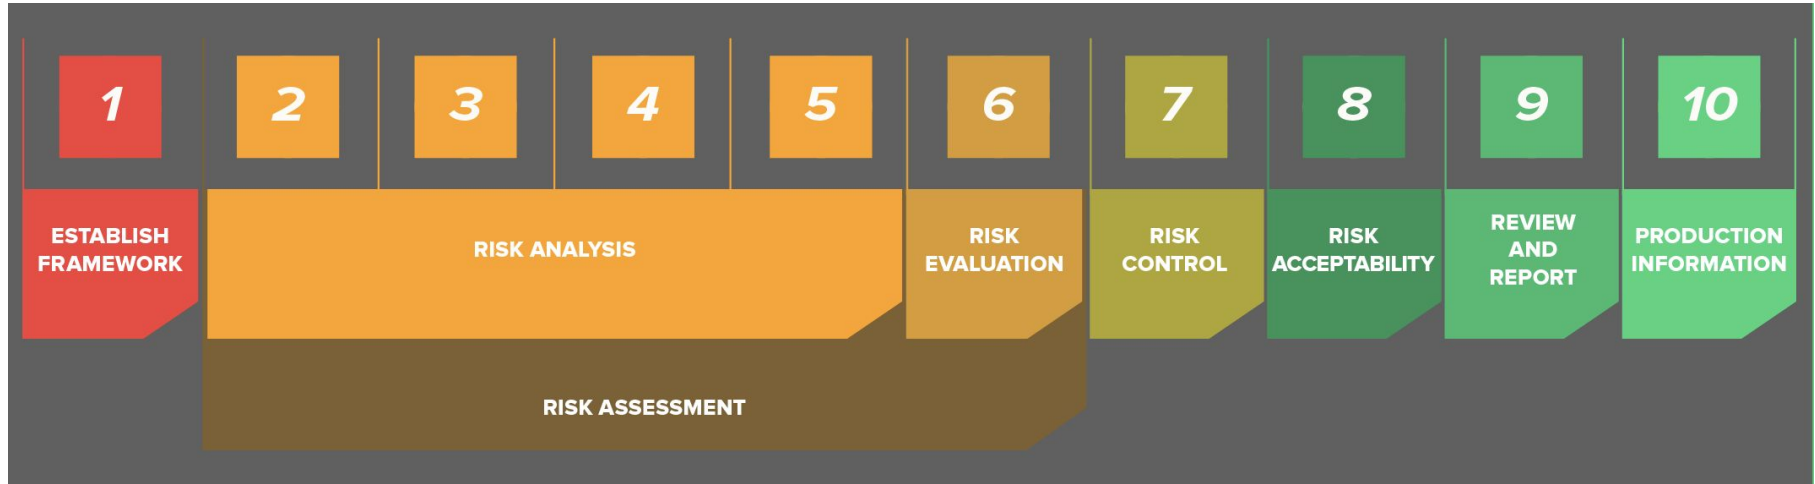 1
2
3
4
5
6
7
8
9
10
ESTABLISH
FRAMEWORK
RISK ANALYSIS
RISK
EVALUATION
RISK
CONTROL
RISK
ACCEPTABILITY
REVIEW
AND
REPORT
PRODUCTION
INFORMATION
RISK ASSESSMENT